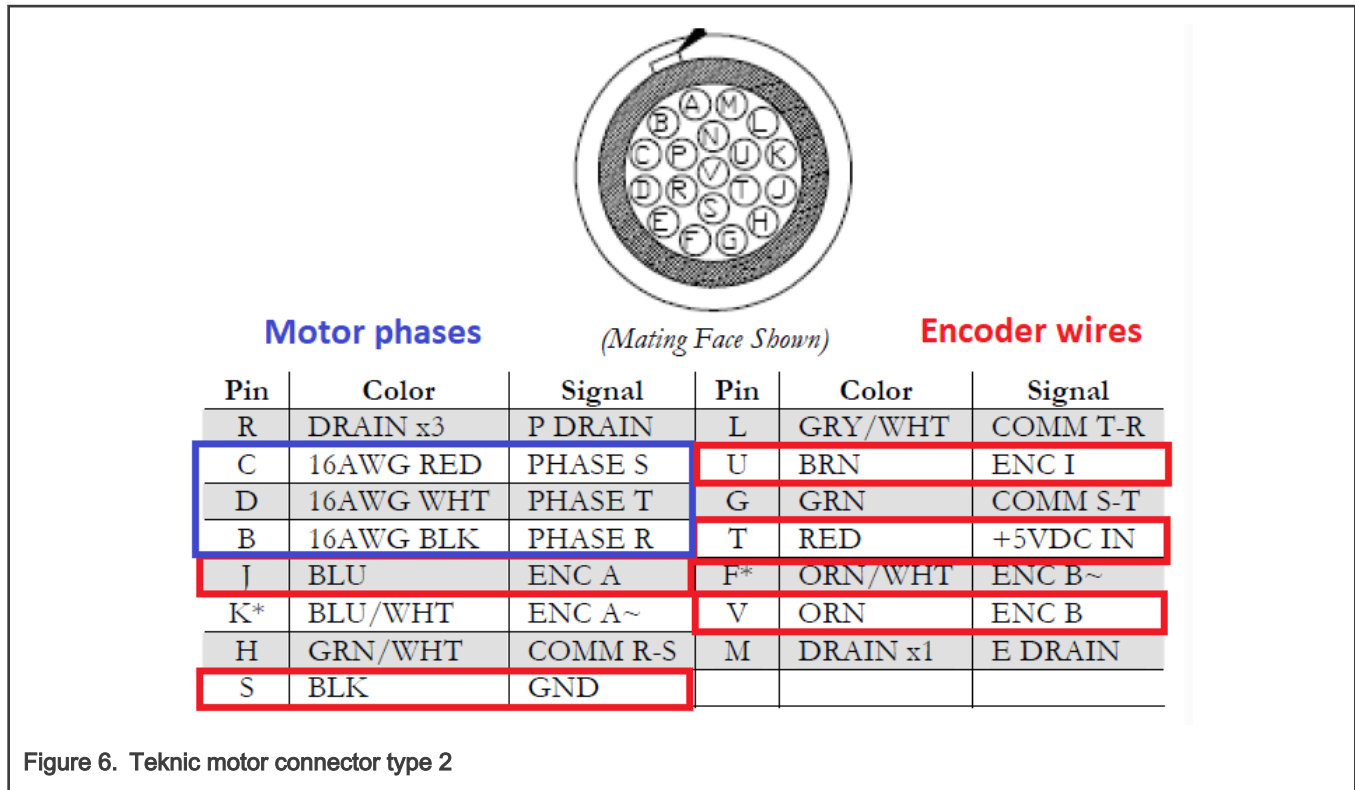 A M
B N L
C P U K
V
D R T J
E S H
F G
Motor phases (Mating Face Shown) Encoder wires
Pin Color Signal Pin Color Signal
R DRAIN x3 P DRAIN L GRY/WHT COMM T-R
C 16AWG RED PHASE S U BRN ENC I
D 16AWG WHT PHASE T G GRN COMM S-T
B 16AWG BLK PHASE R T RED +5VDC IN
J BLU ENC A F* ORN/WHT ENC B~
K* BLU/WHT ENC A~ V ORN ENC B
H GRN/WHT COMM R-S M DRAIN x1 E DRAIN
S BLK GND
Figure 6. Teknic motor connector type 2